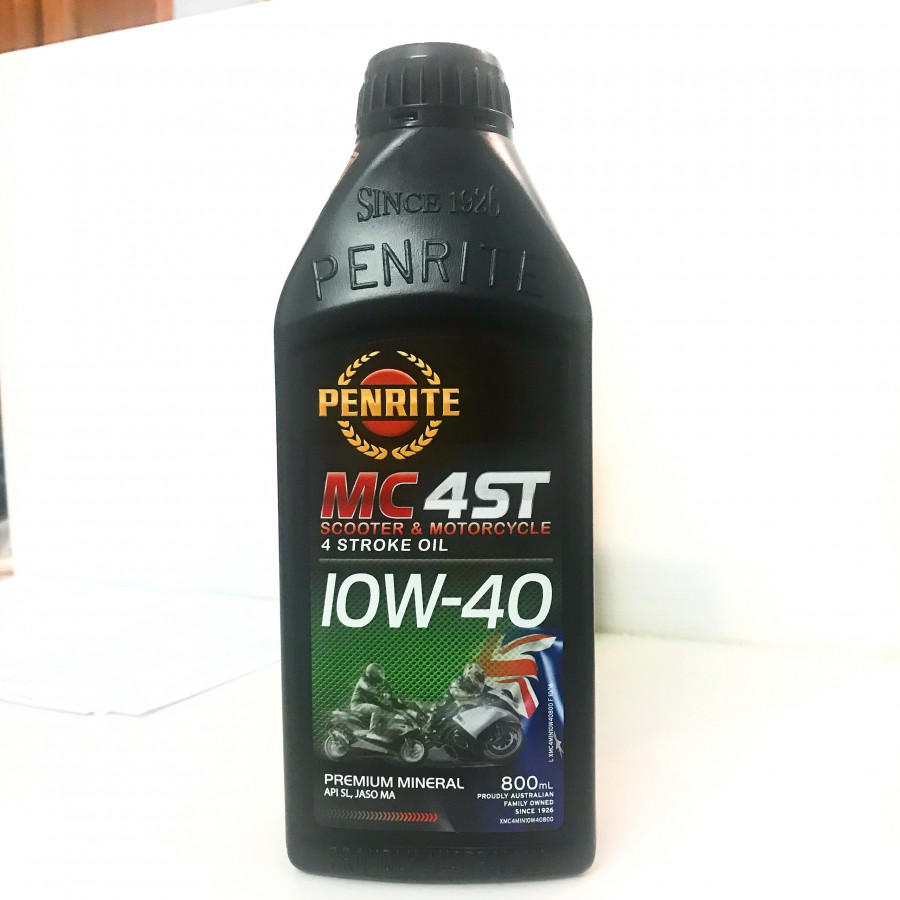 SINCE 1926
PENRITE
PENRITE
MC 4ST
SCOOTER & MOTORCYCLE
4 STROKE OIL
10W-40
PREMIUM MINERAL
API SL, JASO MA
800mL
PROUDLY AUSTRALIAN
FAMILY OWNED
SINCE 1926
XMC4MIN10W40800